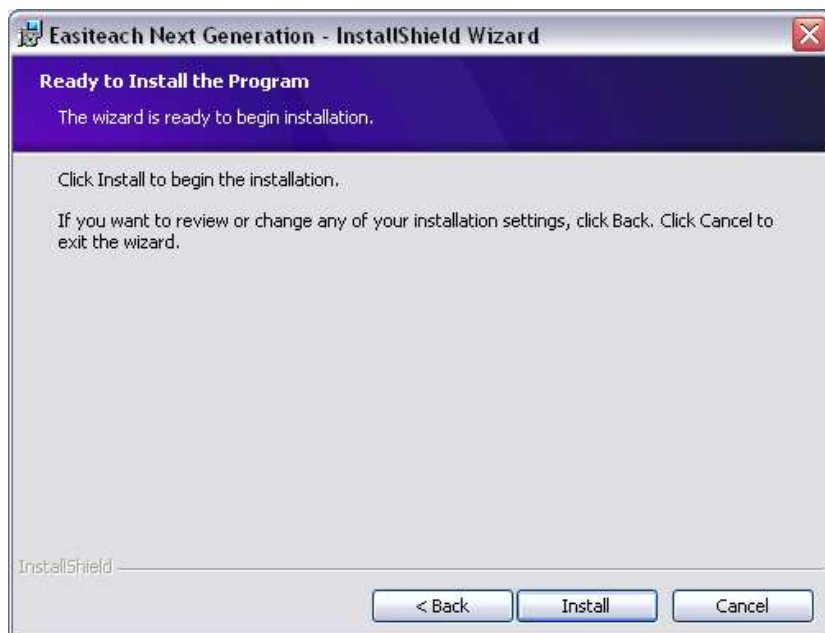 Easiteach Next Generation - InstallShield Wizard
Ready to Install the Program
The wizard is ready to begin installation.
Click Install to begin the installation.
If you want to review or change any of your installation settings, click Back. Click Cancel to
exit the wizard.
InstallShield
< Back
Install
Cancel